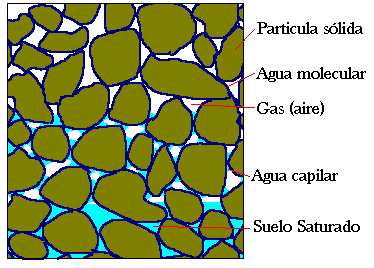 Particula sólida
Agua molecular
Gas (aire)
Agua capilar
Suelo Saturado